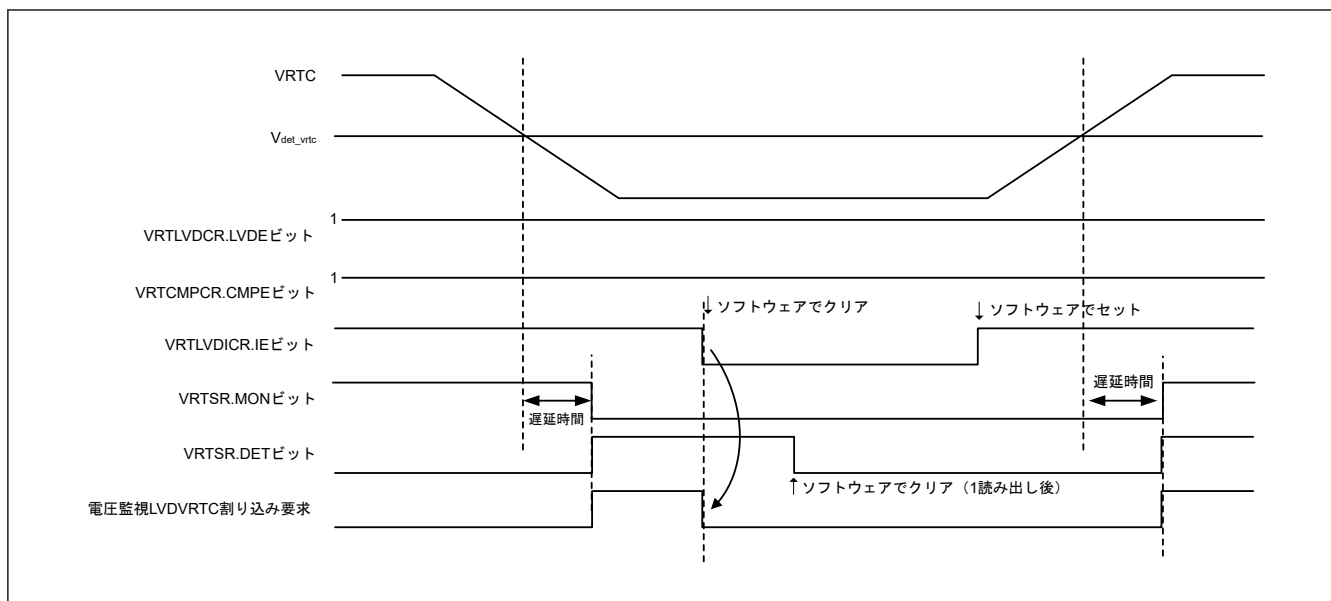 VRTC
Vdet_vrtc
1
VRTLVDCR.LVDEビット
1
VRTCMPCR.CMPEビット
↓ソフトウェアでクリア
↓ソフトウェアでセット
VRTLVDICR.IEビット
遅延時間
VRTSR.MONビット
遅延時間
VRTSR.DETビット
↑ソフトウェアでクリア（1読み出し後）
電圧監視LVDVRTC割り込み要求